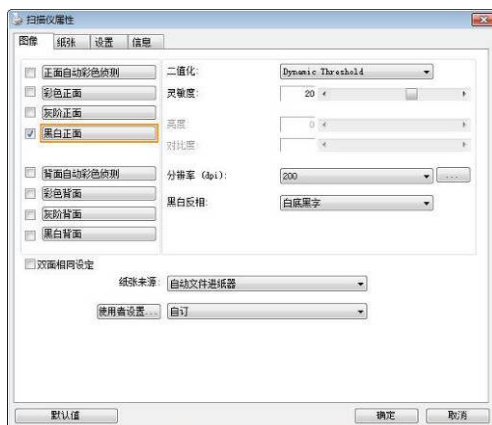 扫描仪属性
图像 纸张 设置 信息
正面自动彩色侦测
彩色正面
灰阶正面
黑白正面
背面自动彩色侦测
彩色背面
灰阶背面
黑白背面
二值化: Dynamic Threshold
灵敏度: 20
亮度: 0
对比度:
分辨率 (dpi): 200 ...
黑白反相: 白底黑字
双面相同设定
纸张来源: 自动文件进纸器
使用者设置... 自订
默认值 确定 取消